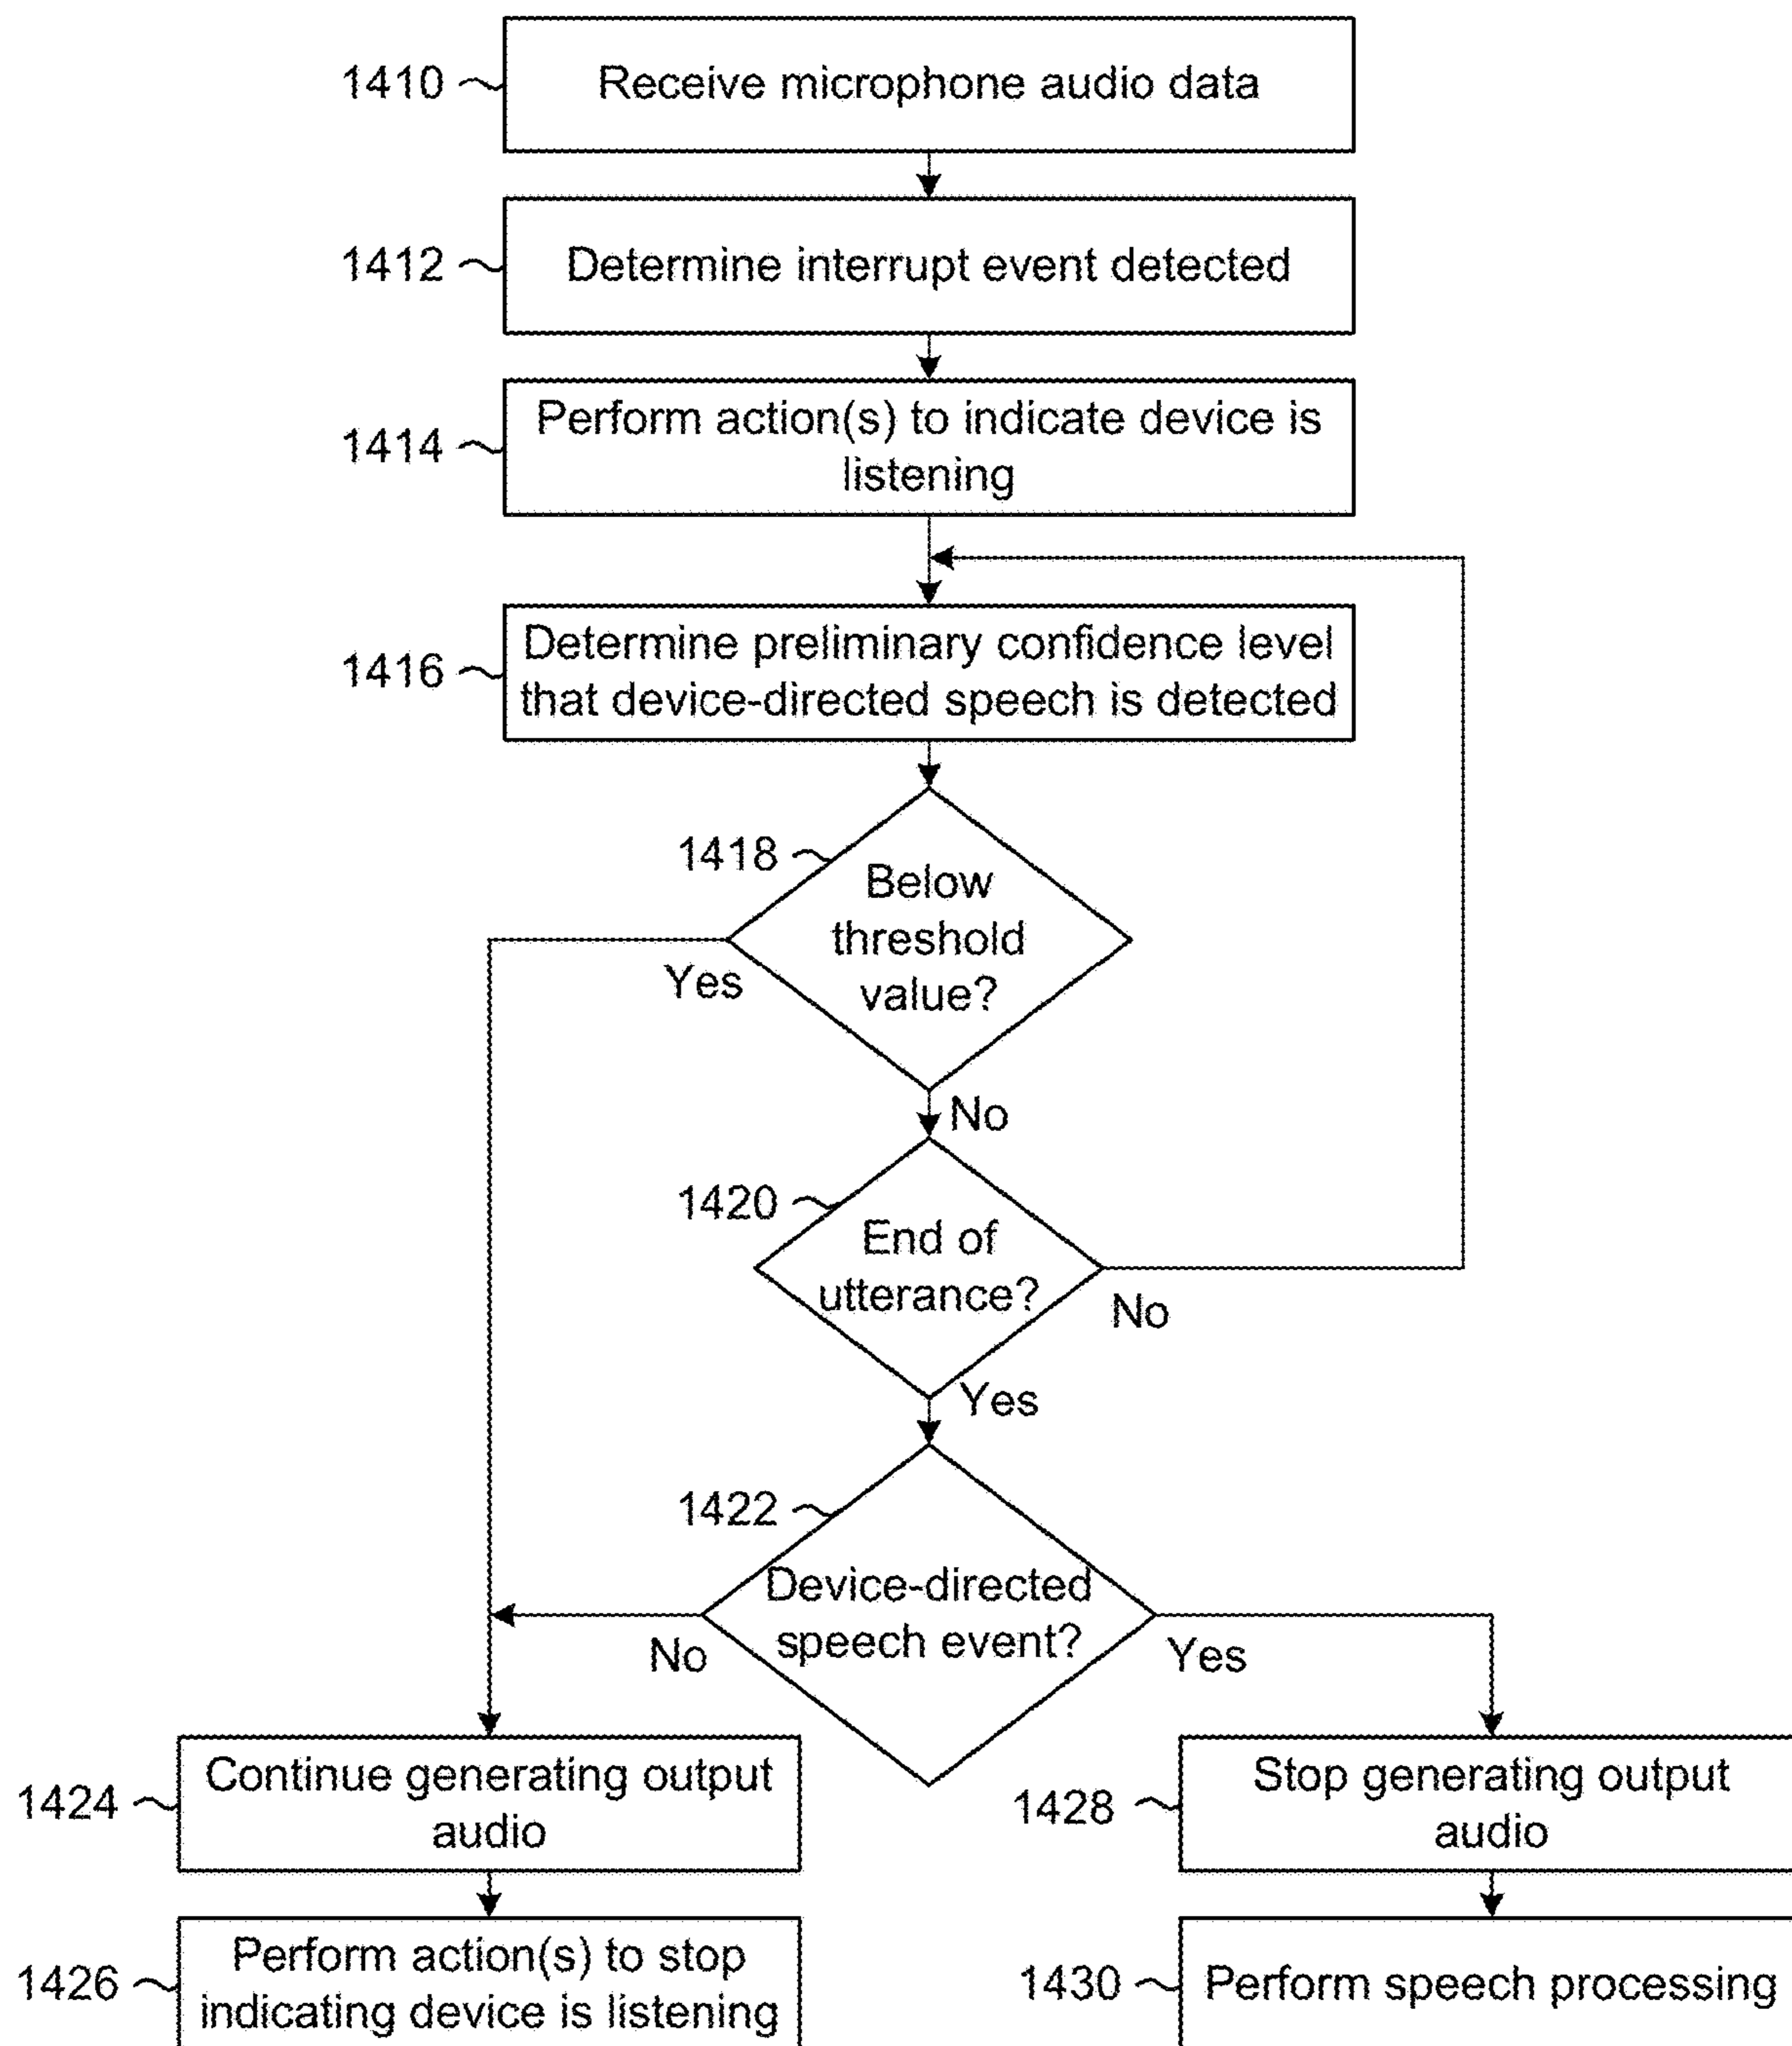 1410
Receive microphone audio data
1412
Determine interrupt event detected
1414
Perform action(s) to indicate device is
listening
1416
Determine preliminary confidence level
that device-directed speech is detected
1418
Below
threshold
value?
Yes
No
1420
End of
utterance?
No
Yes
1422
Device-directed
speech event?
No
Yes
1424
Continue generating output
audio
1428
Stop generating output
audio
1426
Perform action(s) to stop
indicating device is listening
1430
Perform speech processing